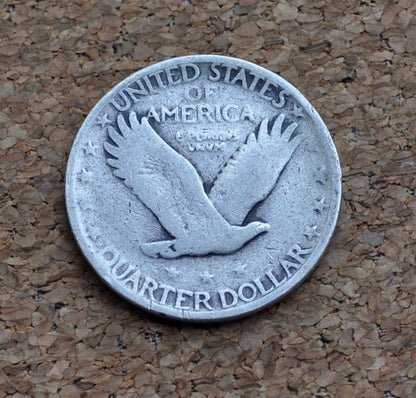 UNITED STATES
OF
AMERICA
E PLURIBUS
UNUM
QUARTER DOLLAR